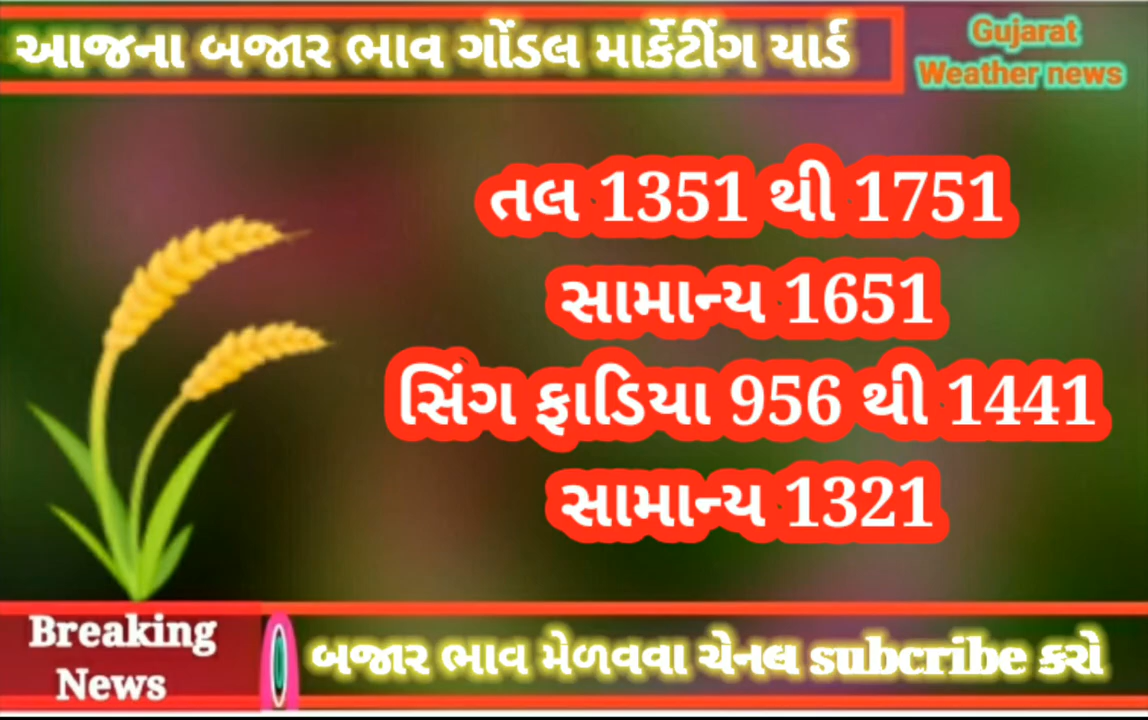 આજના બજાર ભાવ ગોંડલ માર્કેટીંગ યાર્ડ
Gujarat
Weather news
તલ 1351 થી 1751
સામાન્ય 1651
સિંગ ફાડિયા 956 થી 1441
સામાન્ય 1321
Breaking
News
બજાર ભાવ મેળવવા ચેનલ subcribe કરો